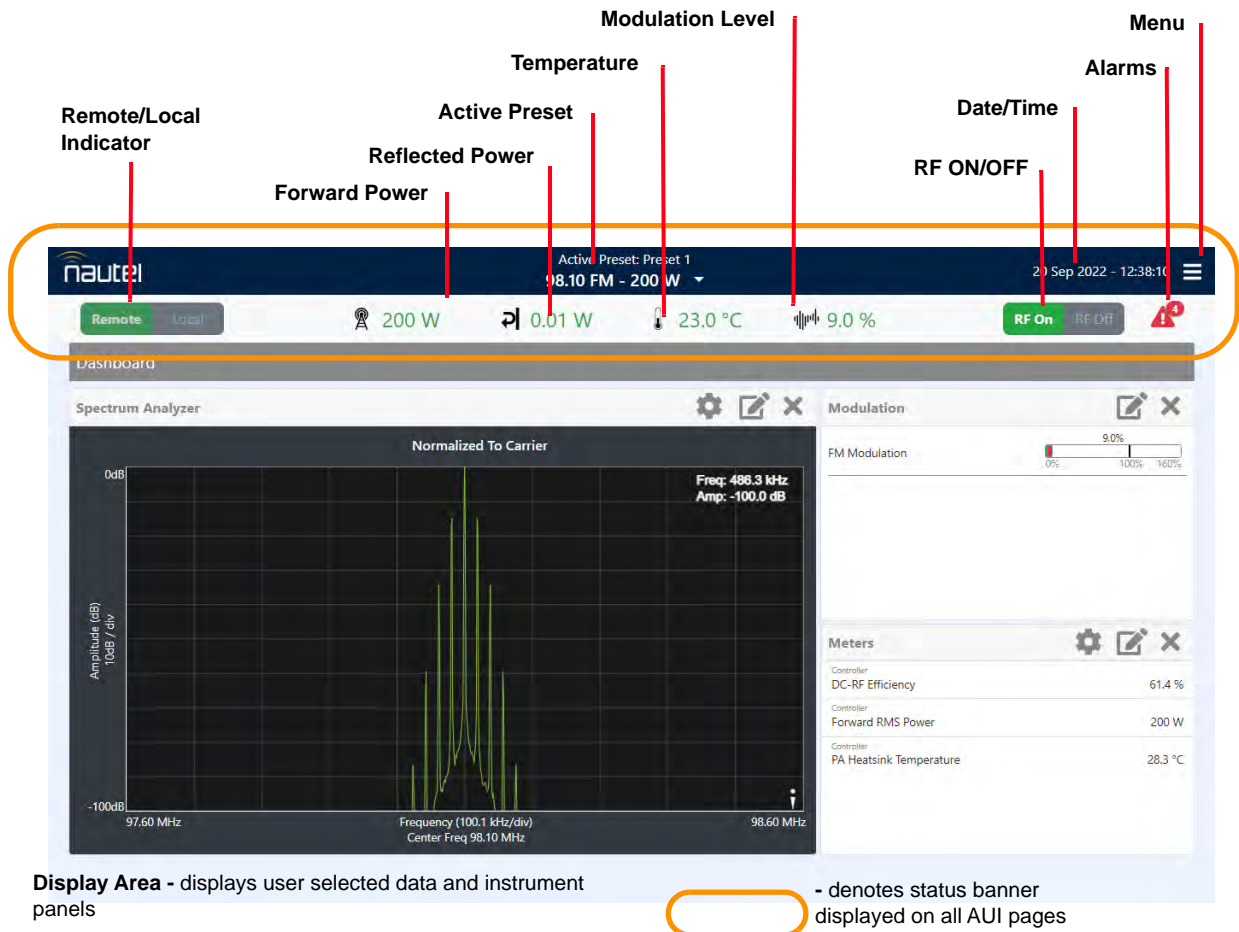 Modulation Level
Menu
Temperature
Alarms
Remote/Local
Indicator
Active Preset
Date/Time
Reflected Power
RF ON/OFF
Forward Power
nautel
Active Preset: Preset 1
98.10 FM - 200 W
20 Sep 2022 - 12:38:10
Remote Local
200 W
0.01 W
23.0 °C
9.0 %
RF On RF Off
4
Dashboard
Spectrum Analyzer
Normalized To Carrier
0dB
Freq: 486.3 kHz
Amp: -100.0 dB
Amplitude (dB)
10dB / div
-100dB
97.60 MHz
Frequency (100.1 kHz/div)
Center Freq 98.10 MHz
98.60 MHz
i
Modulation
FM Modulation
9.0%
0% 100% 160%
Meters
Controller
DC-RF Efficiency 61.4 %
Controller
Forward RMS Power 200 W
Controller
PA Heatsink Temperature 28.3 °C
Display Area - displays user selected data and instrument
panels
- denotes status banner
displayed on all AUI pages